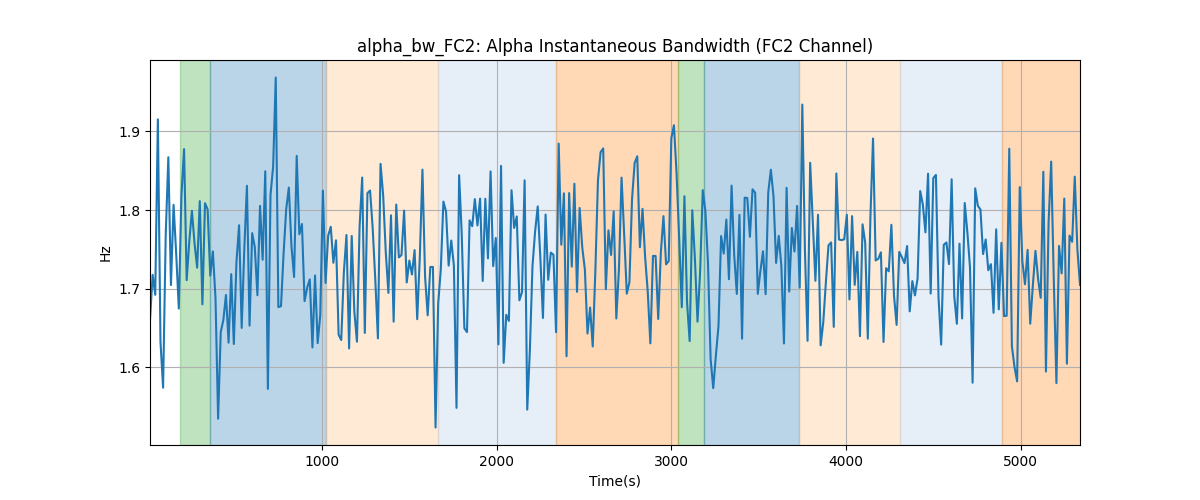 alpha_bw_FC2: Alpha Instantaneous Bandwidth (FC2 Channel)
Hz
1.9
1.8
1.7
1.6
1000 2000 3000 4000 5000
Time(s)